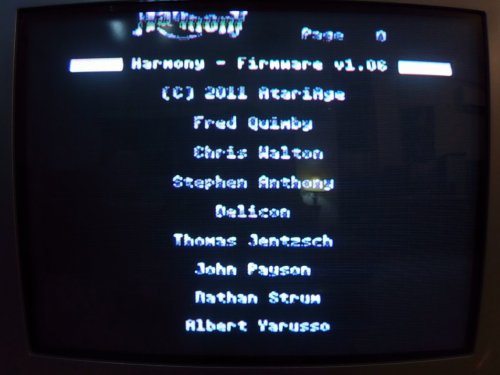 Harmony
Page 0
Harmony - Firmware v1.06
(C) 2011 AtariAge
Fred Quimby
Chris Walton
Stephen Anthony
Delicon
Thomas Jentzsch
John Payson
Nathan Strum
Albert Yarusso